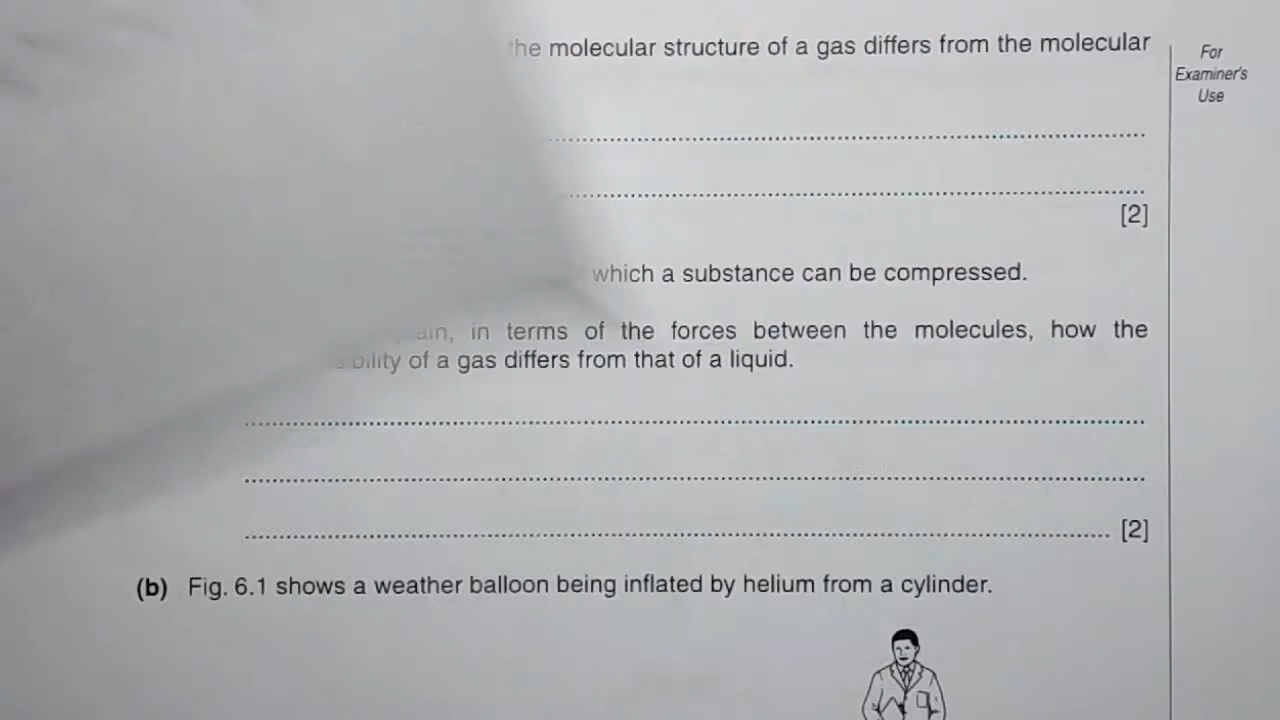 the molecular structure of a gas differs from the molecular
For
Examiner's
Use
[2]
which a substance can be compressed.
in terms of the forces between the molecules, how the
of a gas differs from that of a liquid.
[2]
(b) Fig. 6.1 shows a weather balloon being inflated by helium from a cylinder.